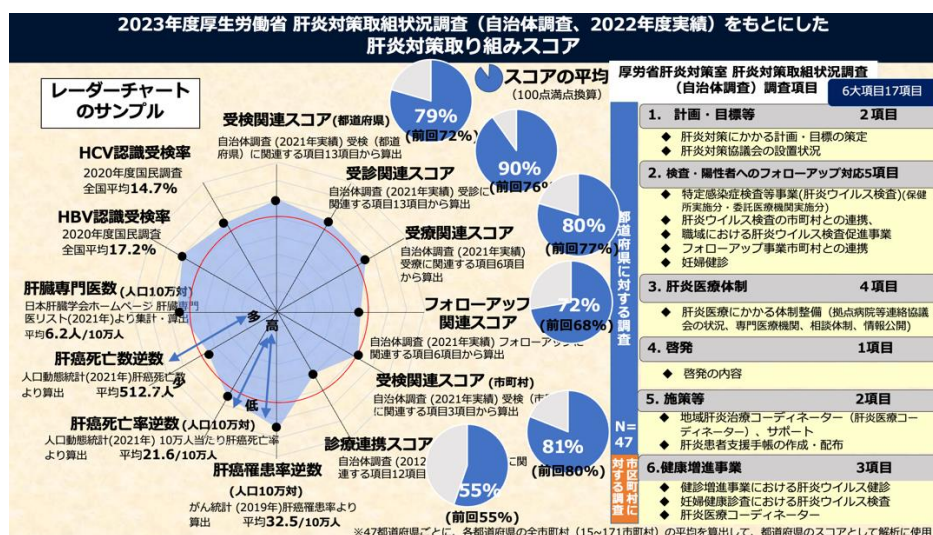 2023年度厚生労働省 肝炎対策取組状況調査（自治体調査、2022年度実績）をもとにした
肝炎対策取り組みスコア
レーダーチャート
のサンプル
HCV認識受検率
2020年度国民調査
全国平均14.7%
HBV認識受検率
2020年度国民調査
全国平均17.2%
肝臓専門医数（人口10万対）
日本肝臓学会ホームページ 肝臓専門
医リスト(2021年)より集計・算出
平均6.2人/10万人
肝癌死亡数逆数
人口動態統計(2021年)肝癌死亡数
より算出
平均512.7人
肝癌死亡率逆数（人口10万対）
人口動態統計(2021年) 10万人当たり肝癌死亡率
より算出
平均21.6/10万人
肝癌罹患率逆数
(人口10万対)
がん統計 (2019年)肝癌罹患率より
算出
平均32.5/10万人
多
少
高
低
スコアの平均
(100点満点換算)
受検関連スコア（都道府県）
自治体調査 (2021年実績) 受検（都道
府県）に関連する項目13項目から算出
79%
(前回72%)
受診関連スコア
自治体調査 (2021年実績) 受診に
関連する項目13項目から算出
90%
(前回76%)
受療関連スコア
自治体調査 (2021年実績)
受療に関連する項目6項目
から算出
80%
(前回77%)
フォローアップ
関連スコア
自治体調査 (2021年実績) フォローアップに
関連する項目6項目から算出
72%
(前回68%)
受検関連スコア（市町村）
自治体調査 (2021年実績) 受検（市
に関連する項目3項目から算出
81%
(前回80%)
診療連携スコア
自治体調査 (2012
に関
連する項目12項目
55%
(前回55%)
厚労省肝炎対策室 肝炎対策取組状況調査
（自治体調査）調査項目
6大項目17項目
都道府県に対する調査
N=
47
市区町村に
対する調査
1. 計画・目標等 2項目
◆ 肝炎対策にかかる計画・目標の策定
◆ 肝炎対策協議会の設置状況
2. 検査・陽性者へのフォローアップ対応5項目
◆ 特定感染症検査等事業(肝炎ウイルス検査)(保健
所実施分・委託医療機関実施分)
◆ 肝炎ウイルス検査の市町村との連携、
◆ 職域における肝炎ウイルス検査促進事業
◆ フォローアップ事業市町村との連携
◆ 妊婦健診
3. 肝炎医療体制 4項目
◆ 肝炎医療にかかる体制整備（拠点病院等連絡協議
会の状況、専門医療機関、相談体制、情報公開）
4. 啓発 1項目
◆ 啓発の内容
5. 施策等 2項目
◆ 地域肝炎治療コーディネーター（肝炎医療コー
ディネーター）、サポート
◆ 肝炎患者支援手帳の作成・配布
6.健康増進事業 3項目
◆ 健診増進事業における肝炎ウイルス健診
◆ 妊婦健康診査における肝炎ウイルス検査
◆ 肝炎医療コーディネーター
※47都道府県ごとに、各都道府県の全市町村（15~171市町村）の平均を算出して、都道府県のスコアとして解析に使用